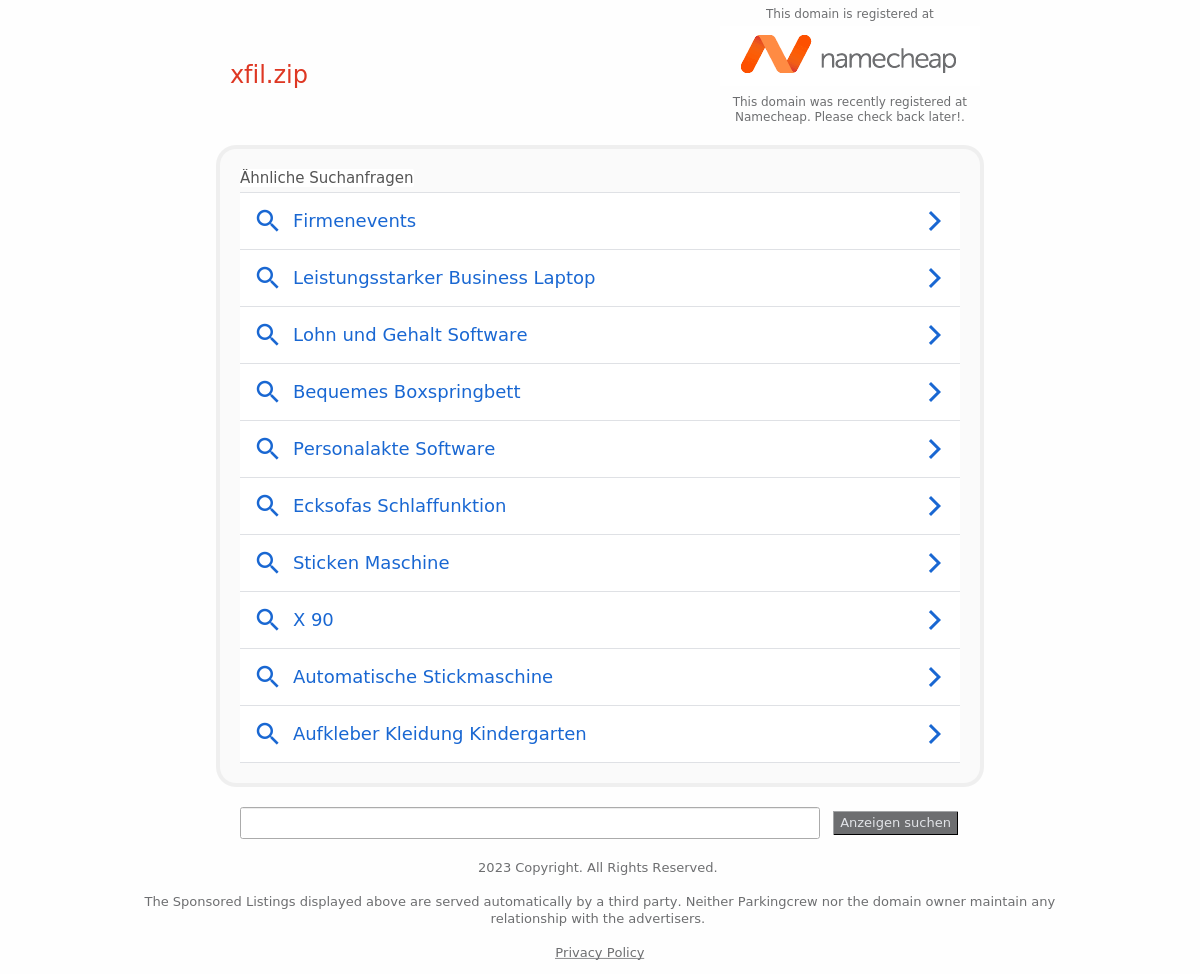 This domain is registered at
namecheap
xfil.zip
This domain was recently registered at
Namecheap. Please check back later!.
Ähnliche Suchanfragen
Firmenevents
Leistungsstarker Business Laptop
Lohn und Gehalt Software
Bequemes Boxspringbett
Personalakte Software
Ecksofas Schlaffunktion
Sticken Maschine
X 90
Automatische Stickmaschine
Aufkleber Kleidung Kindergarten
Anzeigen suchen
2023 Copyright. All Rights Reserved.
The Sponsored Listings displayed above are served automatically by a third party. Neither Parkingcrew nor the domain owner maintain any
relationship with the advertisers.
Privacy Policy